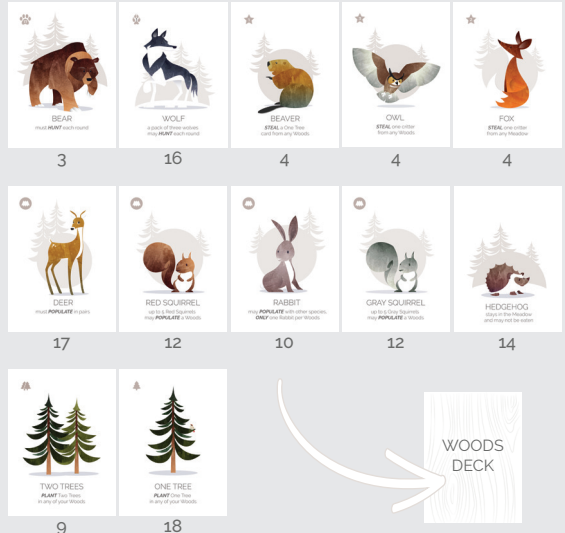 BEAR
must HUNT each round
3
WOLF
a pack of three wolves
may HUNT each round
16
BEAVER
STEAL a One Tree
card from any Woods
4
OWL
STEAL one critter
from any Woods
4
FOX
STEAL one critter
from any Meadow
4
DEER
must POPULATE in pairs
17
RED SQUIRREL
up to 5 Red Squirrels
may POPULATE a Woods
12
RABBIT
may POPULATE with other species
ONLY one Rabbit per Woods
10
GRAY SQUIRREL
up to 5 Gray Squirrels
may POPULATE a Woods
12
HEDGEHOG
stays in the Meadow
and may not be eaten
14
TWO TREES
PLANT Two Trees
in any of your Woods
9
ONE TREE
PLANT One Tree
in any of your Woods
18
WOODS
DECK